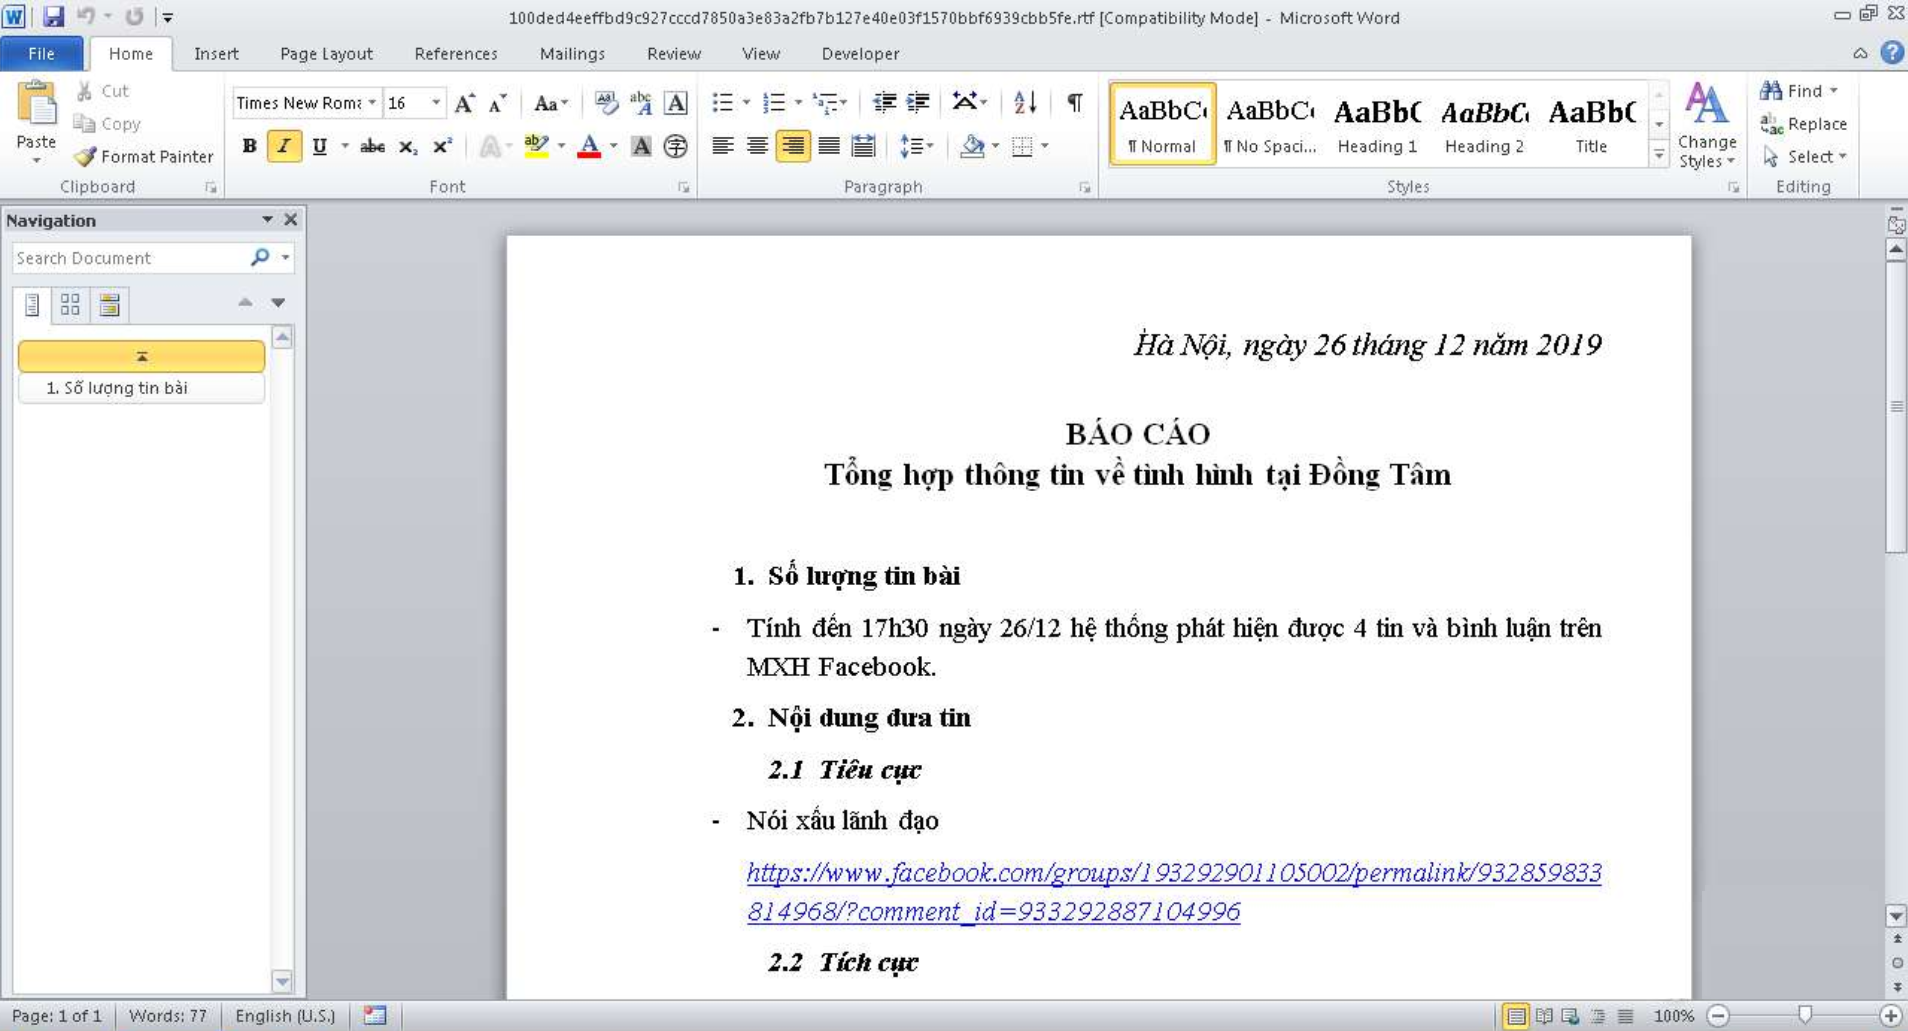 100ded4eeffbd9c927cccd7850a3e83a2fb7b127e40e03f1570bbf6939cbb5fe.rtf [Compatibility Mode] - Microsoft Word
File Home Insert Page Layout References Mailings Review View Developer
Paste
Cut
Copy
Format Painter
Clipboard
Times New Roma 16
Font
Paragraph
AaBbCc AaBbCc AaBbC AaBbCc AaBbC
¶ Normal ¶ No Spaci... Heading 1 Heading 2 Title
Change
Styles
Styles
Find
Replace
Select
Editing
Navigation
Search Document
1. Số lượng tin bài
Hà Nội, ngày 26 tháng 12 năm 2019
BÁO CÁO
Tổng hợp thông tin về tình hình tại Đồng Tâm
1. Số lượng tin bài
- Tính đến 17h30 ngày 26/12 hệ thống phát hiện được 4 tin và bình luận trên
MXH Facebook.
2. Nội dung đưa tin
2.1 Tiêu cực
- Nói xấu lãnh đạo
https://www.facebook.com/groups/193292901105002/permalink/932859833
814968/?comment_id=933292887104996
2.2 Tích cực
Page: 1 of 1 Words: 77 English (U.S.) 100%